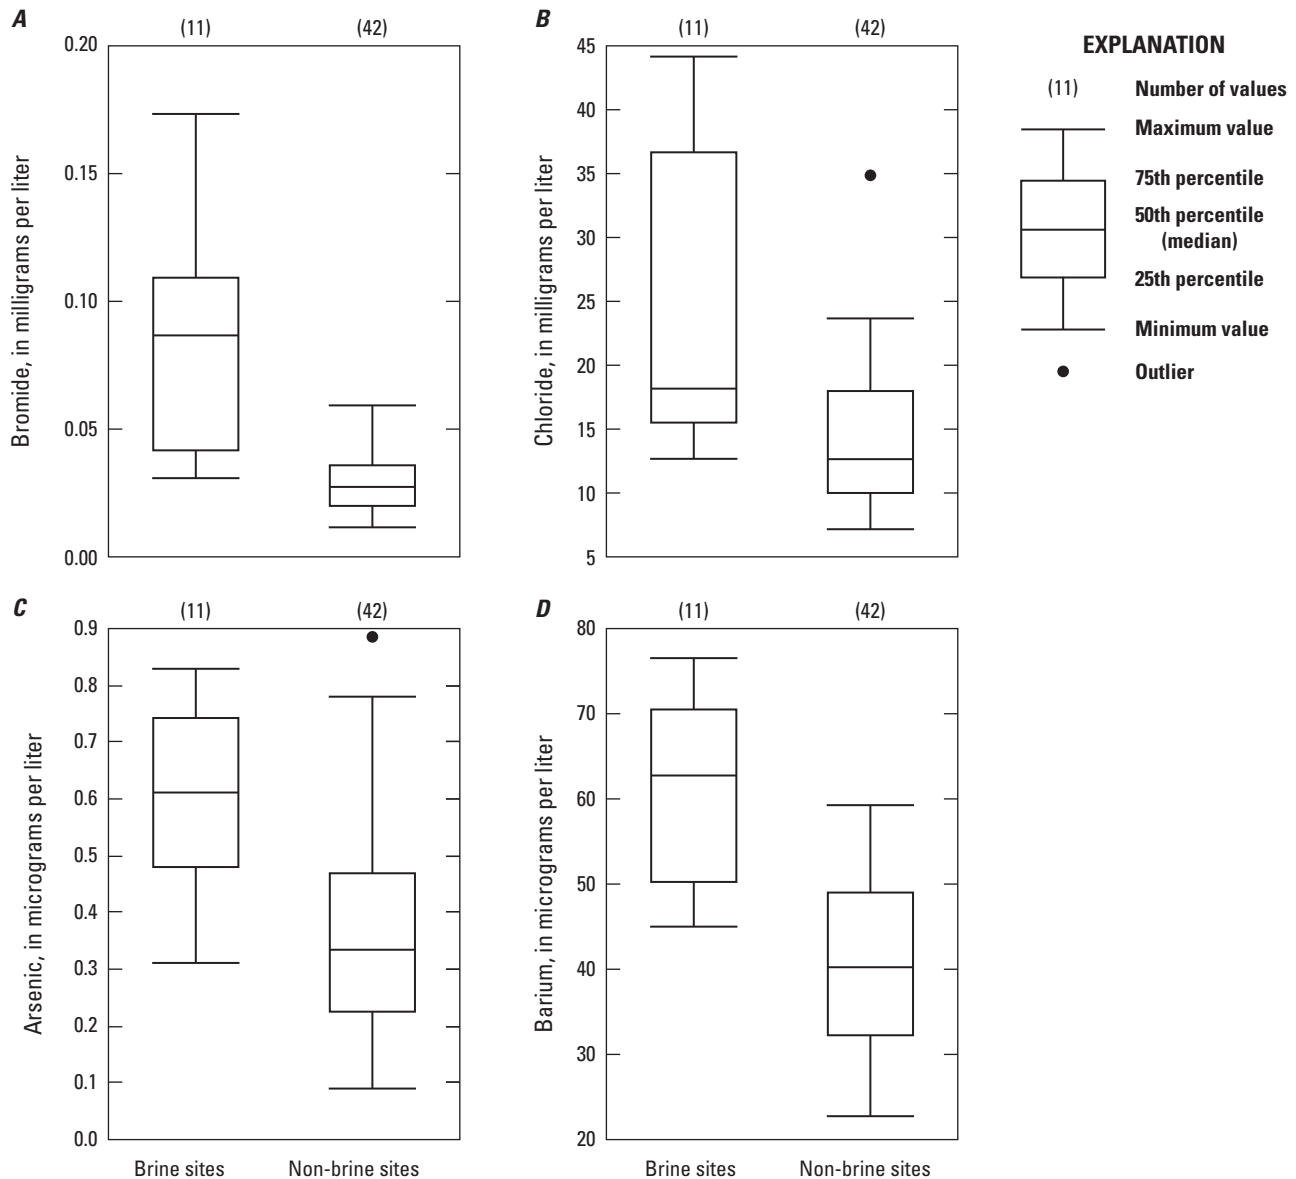 A
(11)
(42)
0.20
0.15
0.10
0.05
0.00
Bromide, in milligrams per liter
B
(11)
(42)
45
40
35
30
25
20
15
10
5
Chloride, in milligrams per liter
EXPLANATION
(11) Number of values
Maximum value
75th percentile
50th percentile
(median)
25th percentile
Minimum value
Outlier
C
(11)
(42)
0.9
0.8
0.7
0.6
0.5
0.4
0.3
0.2
0.1
0.0
Arsenic, in micrograms per liter
Brine sites
Non-brine sites
D
(11)
(42)
80
70
60
50
40
30
20
Barium, in micrograms per liter
Brine sites
Non-brine sites